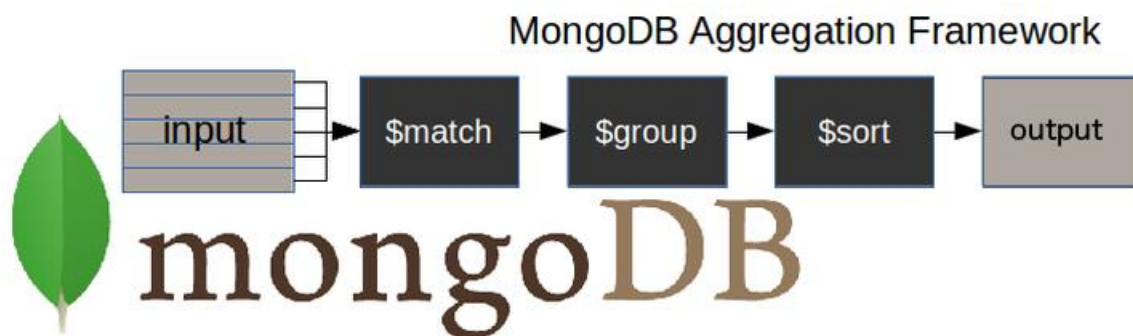 MongoDB Aggregation Framework
input $match $group $sort output
mongoDB